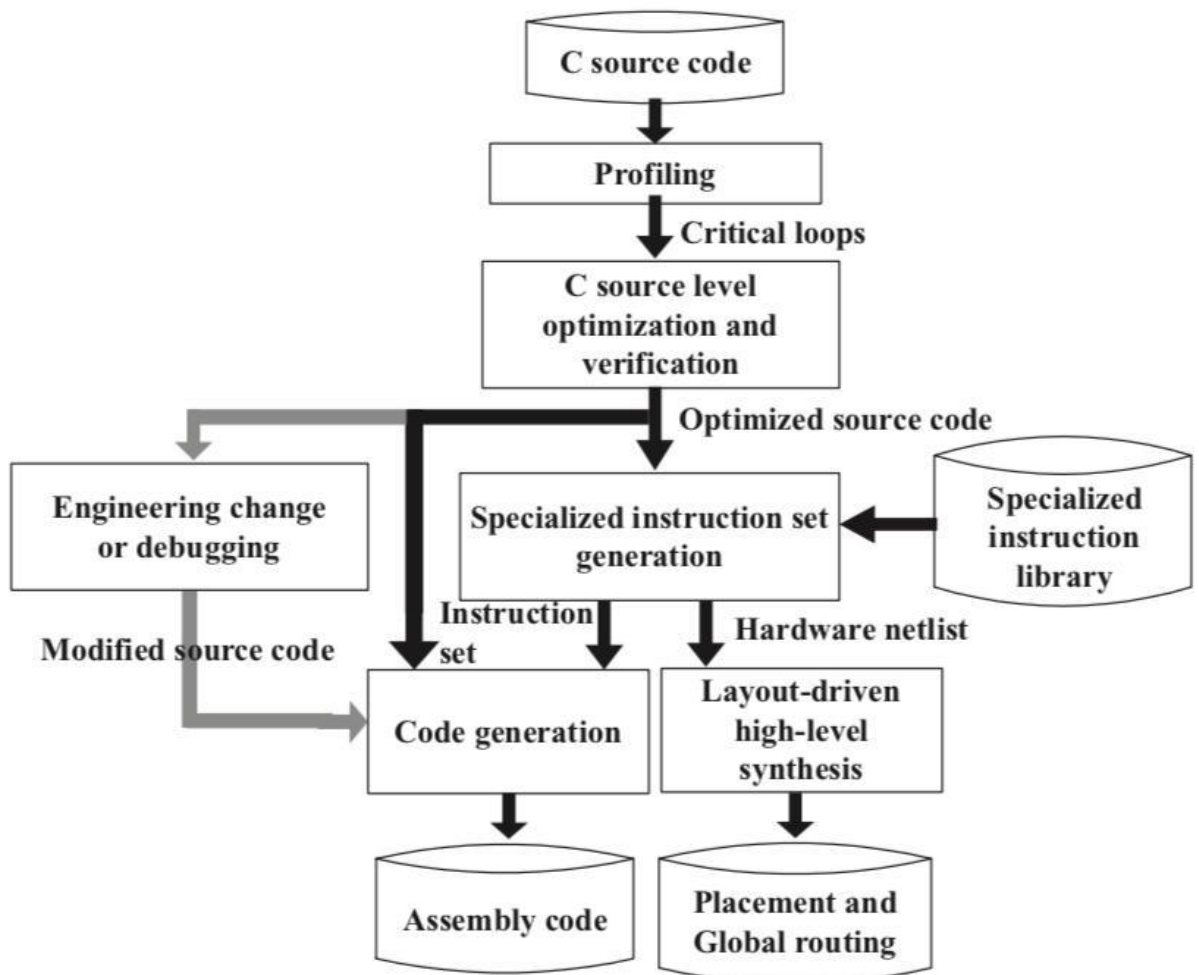 C source code
Profiling
Critical loops
C source level
optimization and
verification
Optimized source code
Engineering change
or debugging
Specialized instruction set
generation
Specialized
instruction
library
Modified source code
Instruction
set
Hardware netlist
Code generation
Layout-driven
high-level
synthesis
Assembly code
Placement and
Global routing